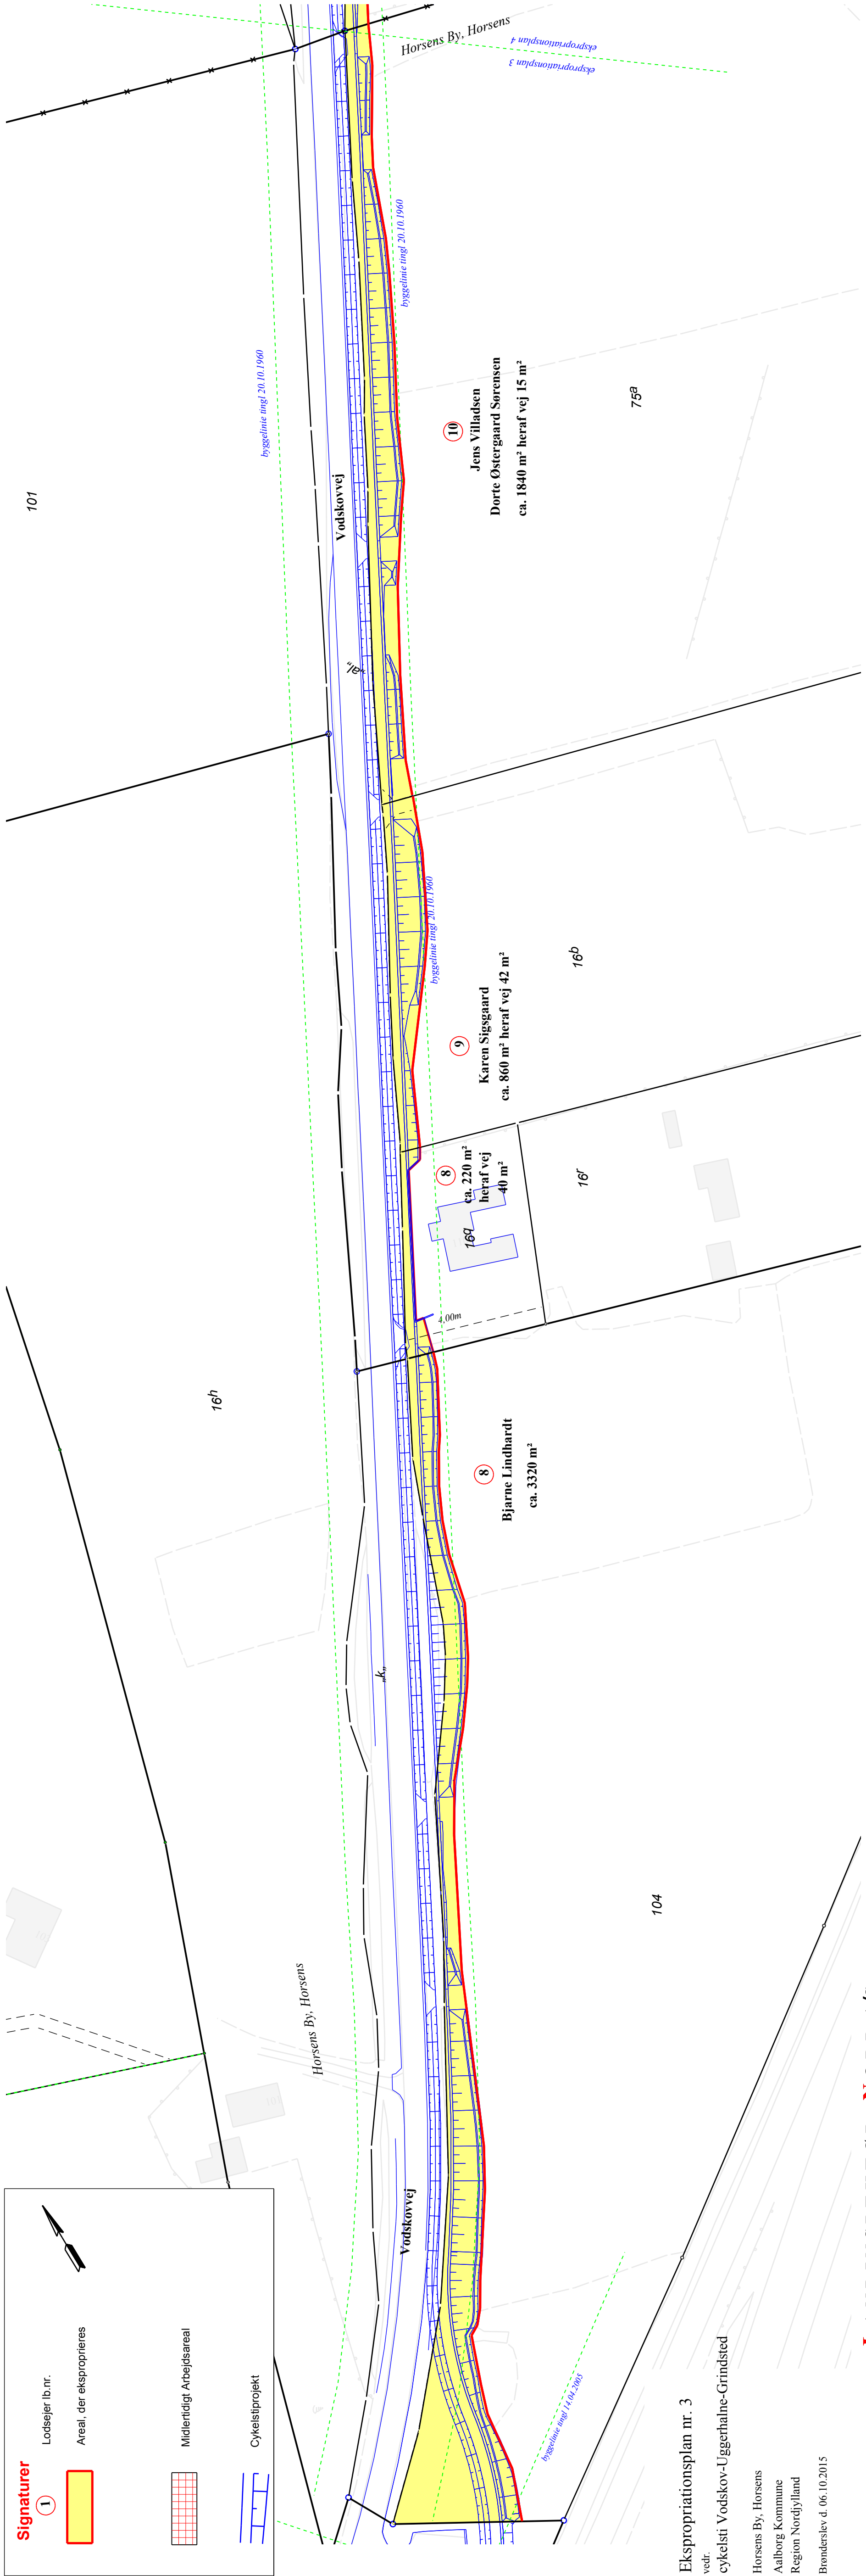 Signaturer
1
Lodsejer lb.nr.
Areal, der eksproprieres
Midlertidigt Arbejdsareal
Cykelstiprojekt
Ekspropriationsplan nr. 3
vedr.
cykelsti Vodskov-Uggerhalne-Grindsted
Horsens By, Horsens
Aalborg Kommune
Region Nordjylland
Brønderslev d. 06.10.2015
Vodskovvej
Horsens By, Horsens
byggelinie tingl 14.04.2005
104
"k"
16h
8
Bjarne Lindhardt
ca. 3320 m²
4,00m
16q
8
ca. 220 m²
heraf vej
40 m²
16r
9
Karen Sigsgaard
ca. 860 m² heraf vej 42 m²
16b
byggelinie tingl 20.10.1960
"al"
Vodskovvej
10
Jens Villadsen
Dorte Østergaard Sørensen
ca. 1840 m² heraf vej 15 m²
75a
101
byggelinie tingl 20.10.1960
byggelinie tingl 20.10.1960
Horsens By, Horsens
ekspropriationsplan 4
ekspropriationsplan 3